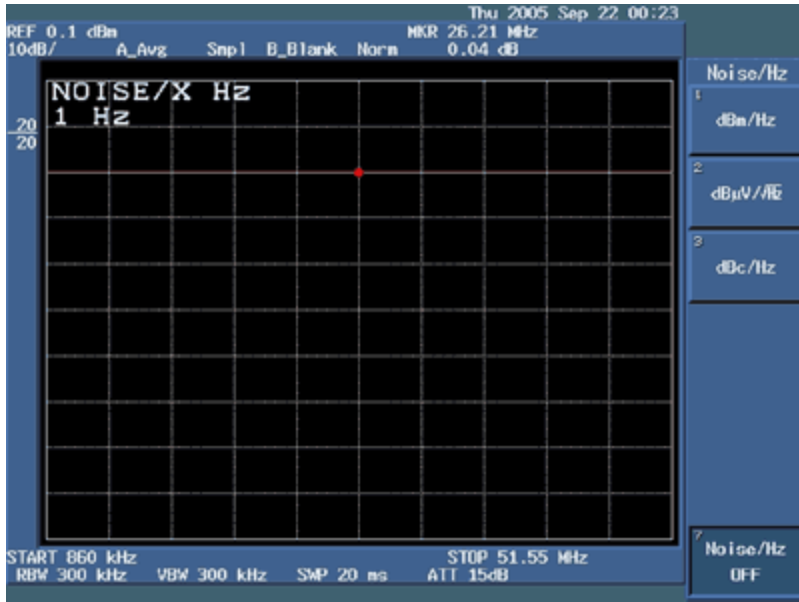 Thu 2005 Sep 22 00:23
REF 0.1 dBm MKR 26.21 MHz
10dB/ A_Avg Smpl B_Blank Norm 0.04 dB
NOISE/X Hz
1 Hz
20
20
START 860 kHz STOP 51.55 MHz
RBW 300 kHz VBW 300 kHz SWP 20 ms ATT 15dB
Noise/Hz
1
dBm/Hz
2
dBµV/√Hz
3
dBc/Hz
7
Noise/Hz
OFF